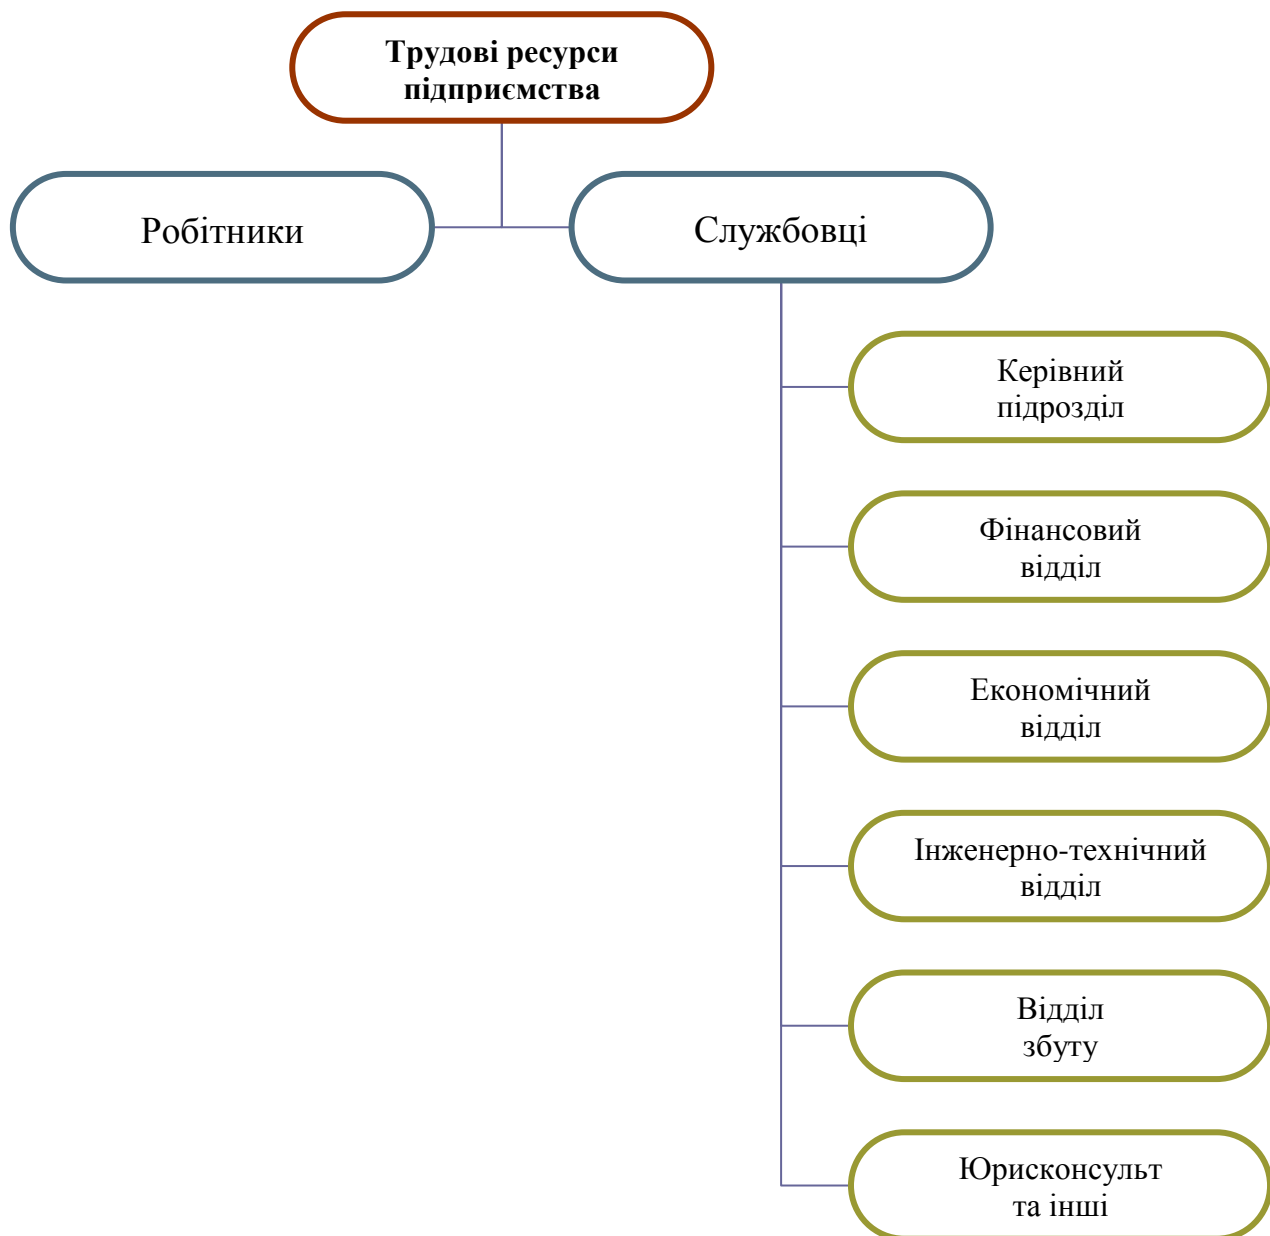 Трудові ресурси
підприємства
Робітники
Службовці
Керівний
підрозділ
Фінансовий
відділ
Економічний
відділ
Інженерно-технічний
відділ
Відділ
збуту
Юрисконсульт
та інші